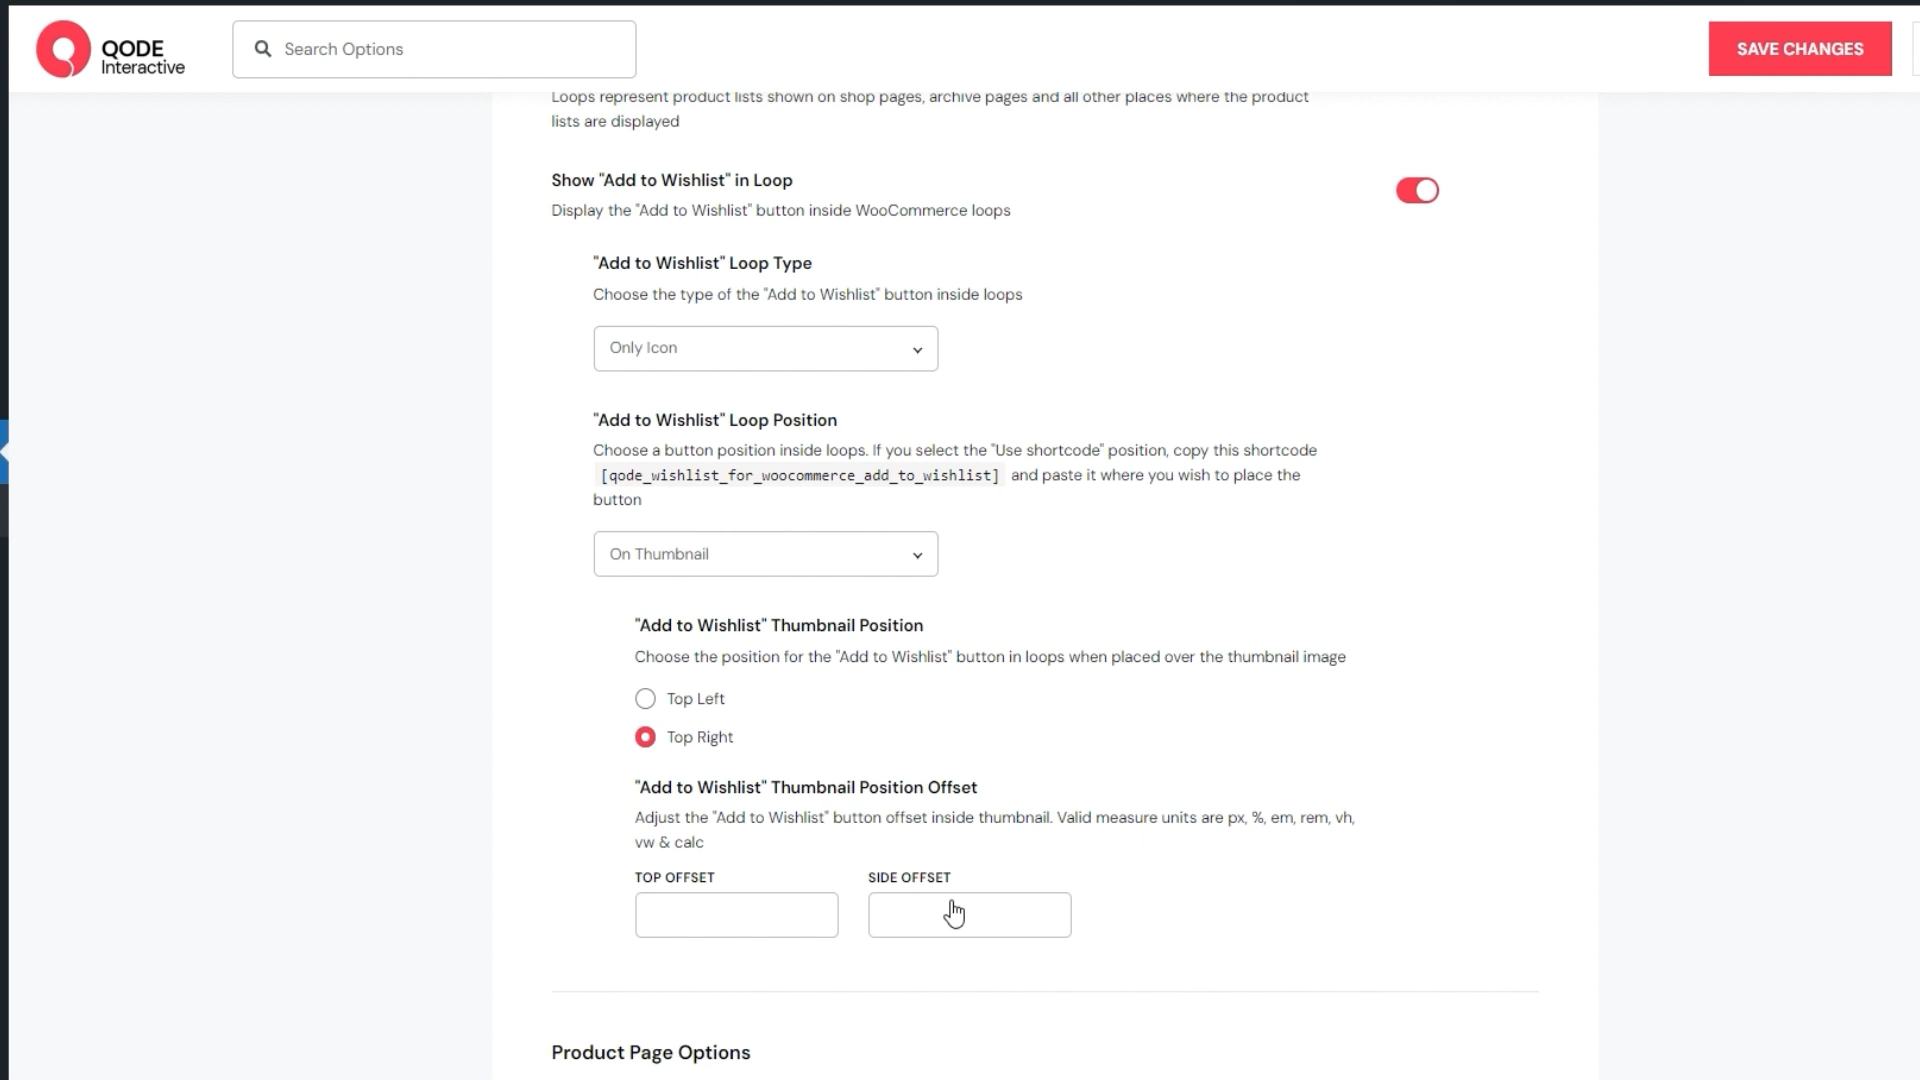 QODE
Interactive
Search Options
SAVE CHANGES
Loops represent product lists shown on shop pages, archive pages and all other places where the product
lists are displayed
Show "Add to Wishlist" in Loop
Display the "Add to Wishlist" button inside WooCommerce loops
"Add to Wishlist" Loop Type
Choose the type of the "Add to Wishlist" button inside loops
Only Icon
"Add to Wishlist" Loop Position
Choose a button position inside loops. If you select the "Use shortcode" position, copy this shortcode
[qode_wishlist_for_woocommerce_add_to_wishlist] and paste it where you wish to place the
button
On Thumbnail
"Add to Wishlist" Thumbnail Position
Choose the position for the "Add to Wishlist" button in loops when placed over the thumbnail image
Top Left
Top Right
"Add to Wishlist" Thumbnail Position Offset
Adjust the "Add to Wishlist" button offset inside thumbnail. Valid measure units are px, %, em, rem, vh,
vw & calc
TOP OFFSET SIDE OFFSET
Product Page Options